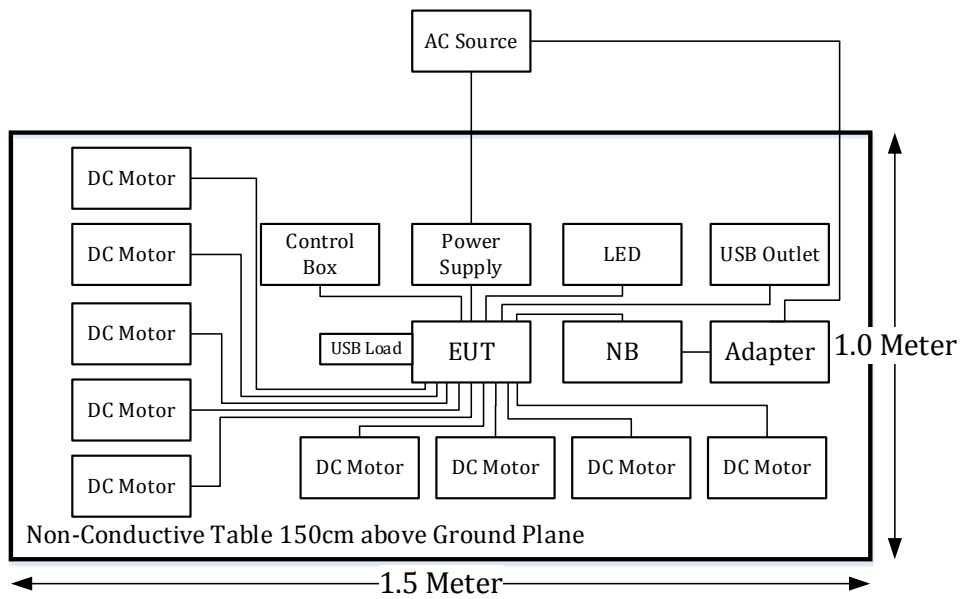 AC Source
DC Motor
DC Motor
Control
Box
Power
Supply
LED
USB Outlet
DC Motor
USB Load
EUT
NB
Adapter
1.0 Meter
DC Motor
DC Motor
DC Motor
DC Motor
DC Motor
DC Motor
Non-Conductive Table 150cm above Ground Plane
1.5 Meter